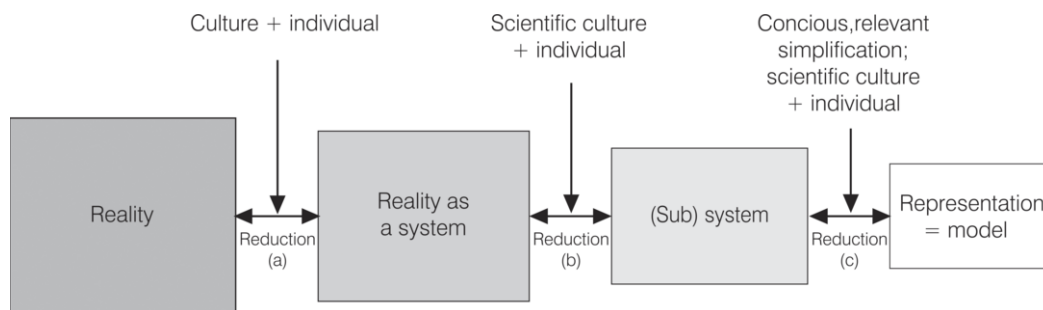 Culture + individual
Scientific culture
+ individual
Concious,relevant
simplification;
scientific culture
+ individual
Reality
Reduction
(a)
Reality as
a system
Reduction
(b)
(Sub) system
Reduction
(c)
Representation
= model